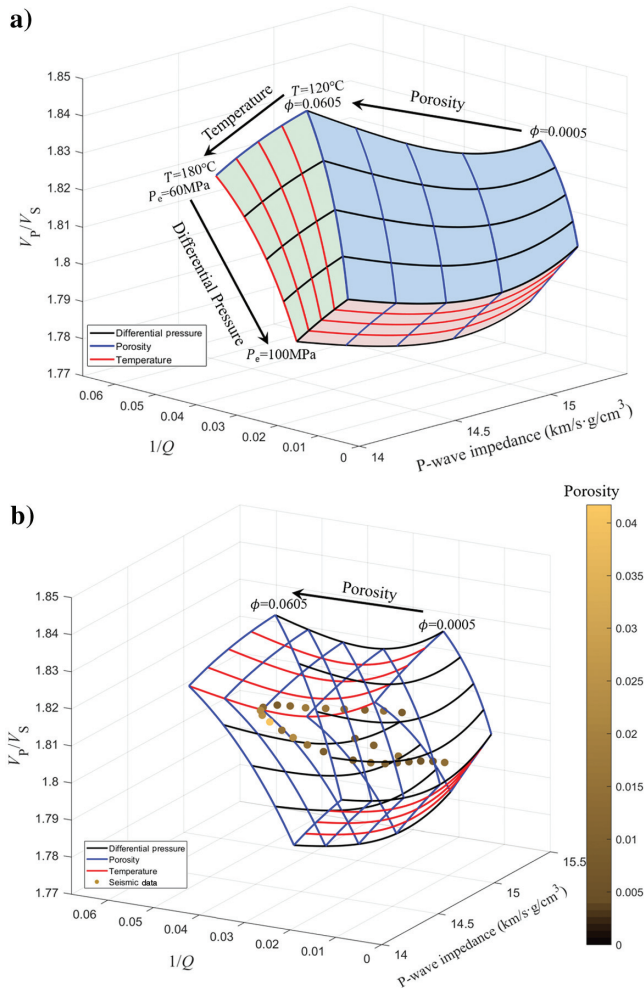 a)
1.85
1.84
1.83
1.82
1.81
1.8
1.79
1.78
1.77
VP/VS
T=120°C
ϕ=0.0605
Temperature
Porosity
ϕ=0.0005
T=180°C
Pe=60MPa
Differential Pressure
Pe=100MPa
Differential pressure
Porosity
Temperature
0.06
0.05
0.04
0.03
0.02
0.01
0
1/Q
14
14.5
15
P-wave impedance (km/s·g/cm³)
b)
Porosity
0.04
0.035
0.03
0.025
0.02
0.015
0.01
0.005
0
1.85
1.84
1.83
1.82
1.81
1.8
1.79
1.78
1.77
VP/VS
Porosity
ϕ=0.0605
ϕ=0.0005
Differential pressure
Porosity
Temperature
Seismic data
0.06
0.05
0.04
0.03
0.02
0.01
0
1/Q
14
14.5
15
15.5
P-wave impedance (km/s·g/cm³)